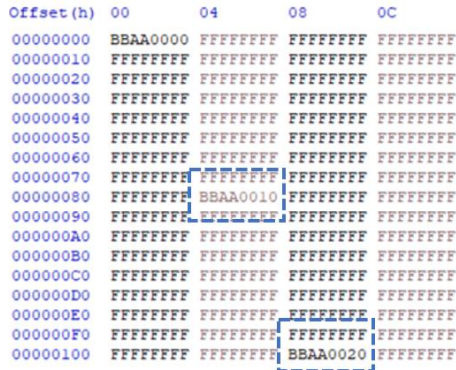 Offset(h) 00 04 08 0C
00000000 BBAA0000 FFFFFFFF FFFFFFFF FFFFFFFF
00000010 FFFFFFFF FFFFFFFF FFFFFFFF FFFFFFFF
00000020 FFFFFFFF FFFFFFFF FFFFFFFF FFFFFFFF
00000030 FFFFFFFF FFFFFFFF FFFFFFFF FFFFFFFF
00000040 FFFFFFFF FFFFFFFF FFFFFFFF FFFFFFFF
00000050 FFFFFFFF FFFFFFFF FFFFFFFF FFFFFFFF
00000060 FFFFFFFF FFFFFFFF FFFFFFFF FFFFFFFF
00000070 FFFFFFFF FFFFFFFF FFFFFFFF FFFFFFFF
00000080 FFFFFFFF BBAA0010 FFFFFFFF FFFFFFFF
00000090 FFFFFFFF FFFFFFFF FFFFFFFF FFFFFFFF
000000A0 FFFFFFFF FFFFFFFF FFFFFFFF FFFFFFFF
000000B0 FFFFFFFF FFFFFFFF FFFFFFFF FFFFFFFF
000000C0 FFFFFFFF FFFFFFFF FFFFFFFF FFFFFFFF
000000D0 FFFFFFFF FFFFFFFF FFFFFFFF FFFFFFFF
000000E0 FFFFFFFF FFFFFFFF FFFFFFFF FFFFFFFF
000000F0 FFFFFFFF FFFFFFFF FFFFFFFF FFFFFFFF
00000100 FFFFFFFF FFFFFFFF BBAA0020 FFFFFFFF